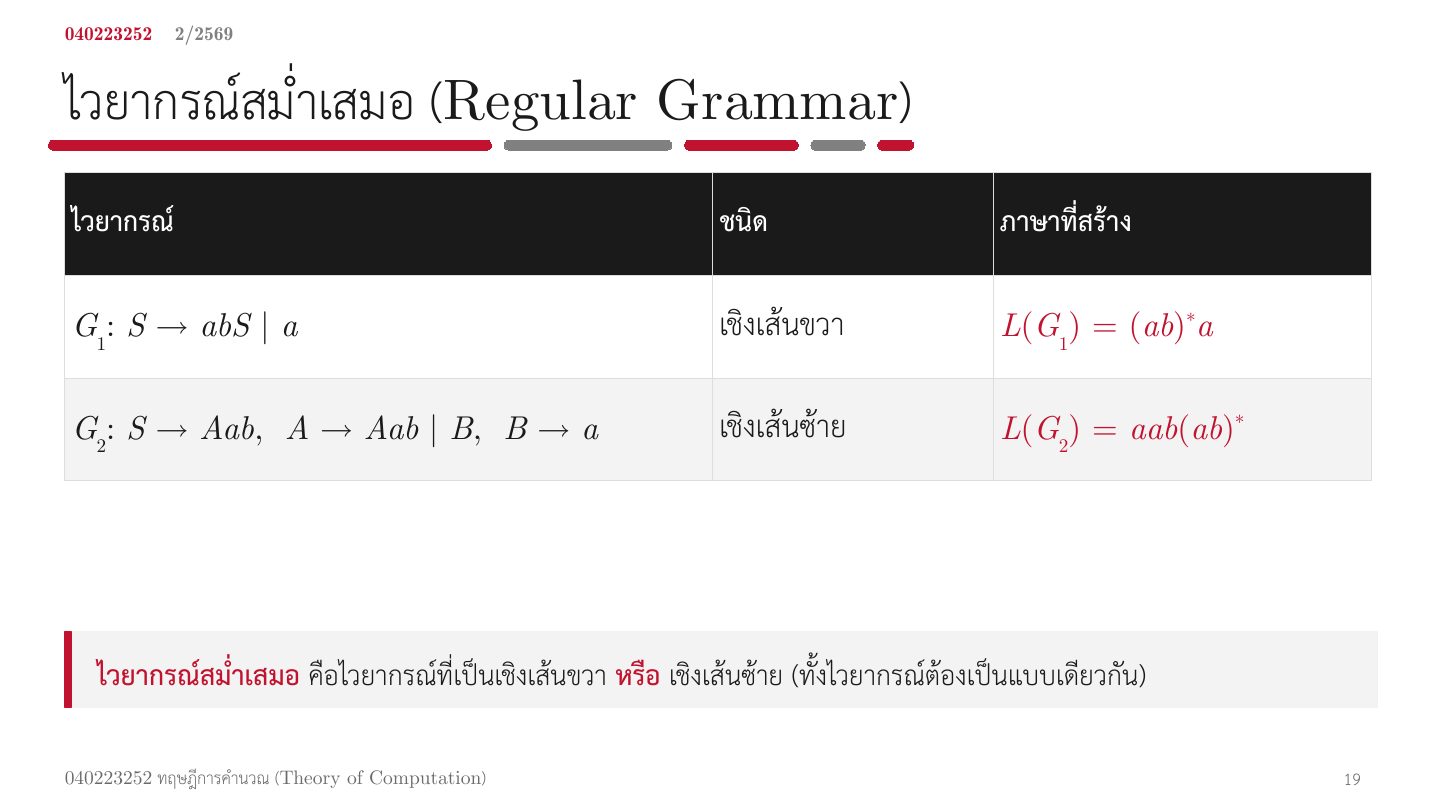 040223252 2/2569
ไวยากรณ์สม่ำเสมอ (Regular Grammar)
ไวยากรณ์ ชนิด ภาษาที่สร้าง
G₁: S → abS | a เชิงเส้นขวา L(G₁) = (ab)*a
G₂: S → Aab, A → Aab | B, B → a เชิงเส้นซ้าย L(G₂) = aab(ab)*
ไวยากรณ์สม่ำเสมอ คือไวยากรณ์ที่เป็นเชิงเส้นขวา หรือ เชิงเส้นซ้าย (ทั้งไวยากรณ์ต้องเป็นแบบเดียวกัน)
040223252 ทฤษฎีการคำนวณ (Theory of Computation) 19